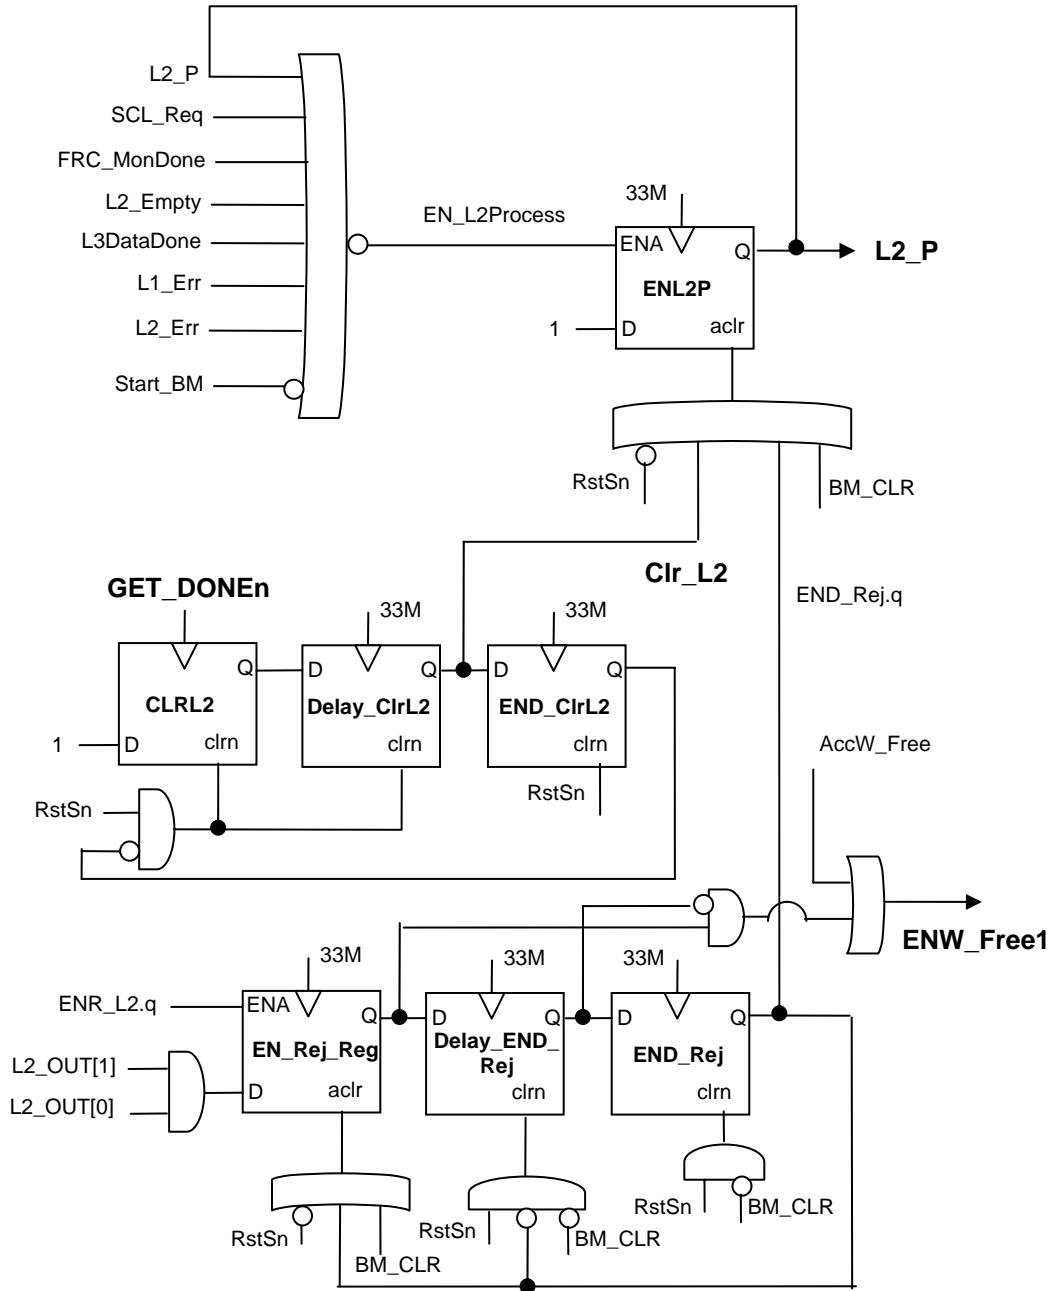 L2_P
SCL_Req
FRC_MonDone
L2_Empty
L3DataDone
L1_Err
L2_Err
Start_BM
EN_L2Process
33M
ENA
Q
ENL2P
D
aclr
1
L2_P
RstSn
BM_CLR
Clr_L2
END_Rej.q
GET_DONEn
33M
33M
Q
D
Q
D
Q
CLRL2
Delay_ClrL2
END_ClrL2
1
D
clrn
clrn
clrn
RstSn
RstSn
AccW_Free
ENW_Free1
33M
33M
33M
ENR_L2.q
ENA
Q
D
Q
D
Q
EN_Rej_Reg
Delay_END_
Rej
END_Rej
L2_OUT[1]
L2_OUT[0]
D
aclr
clrn
clrn
RstSn
BM_CLR
RstSn
BM_CLR
RstSn
BM_CLR